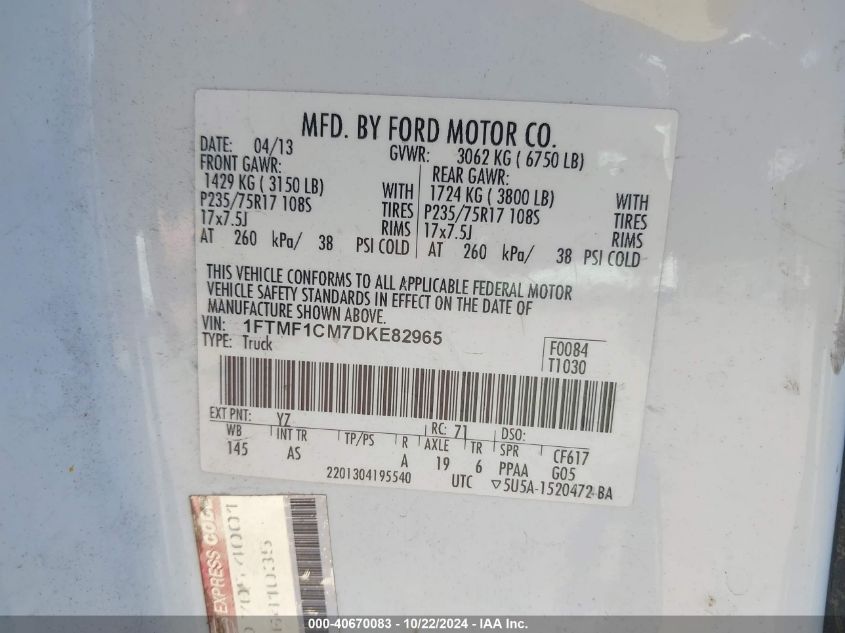 MFD. BY FORD MOTOR CO.
DATE: 04/13 GVWR: 3062 KG ( 6750 LB)
FRONT GAWR: REAR GAWR:
1429 KG ( 3150 LB) WITH 1724 KG ( 3800 LB) WITH
P235/75R17 108S TIRES P235/75R17 108S TIRES
17x7.5J RIMS 17x7.5J RIMS
AT 260 kPa/ 38 PSI COLD AT 260 kPa/ 38 PSI COLD
THIS VEHICLE CONFORMS TO ALL APPLICABLE FEDERAL MOTOR
VEHICLE SAFETY STANDARDS IN EFFECT ON THE DATE OF
MANUFACTURE SHOWN ABOVE.
VIN: 1FTMF1CM7DKE82965
TYPE: Truck
F0084
T1030
EXT PNT: YZ RC: 71 DSO:
WB INT TR TP/PS R AXLE TR SPR CF617
145 AS A 19 6 PPAA G05
2201304195540 UTC ▽5U5A-1520472-BA
EXPRESS
000-40670083 - 10/22/2024 - IAA Inc.